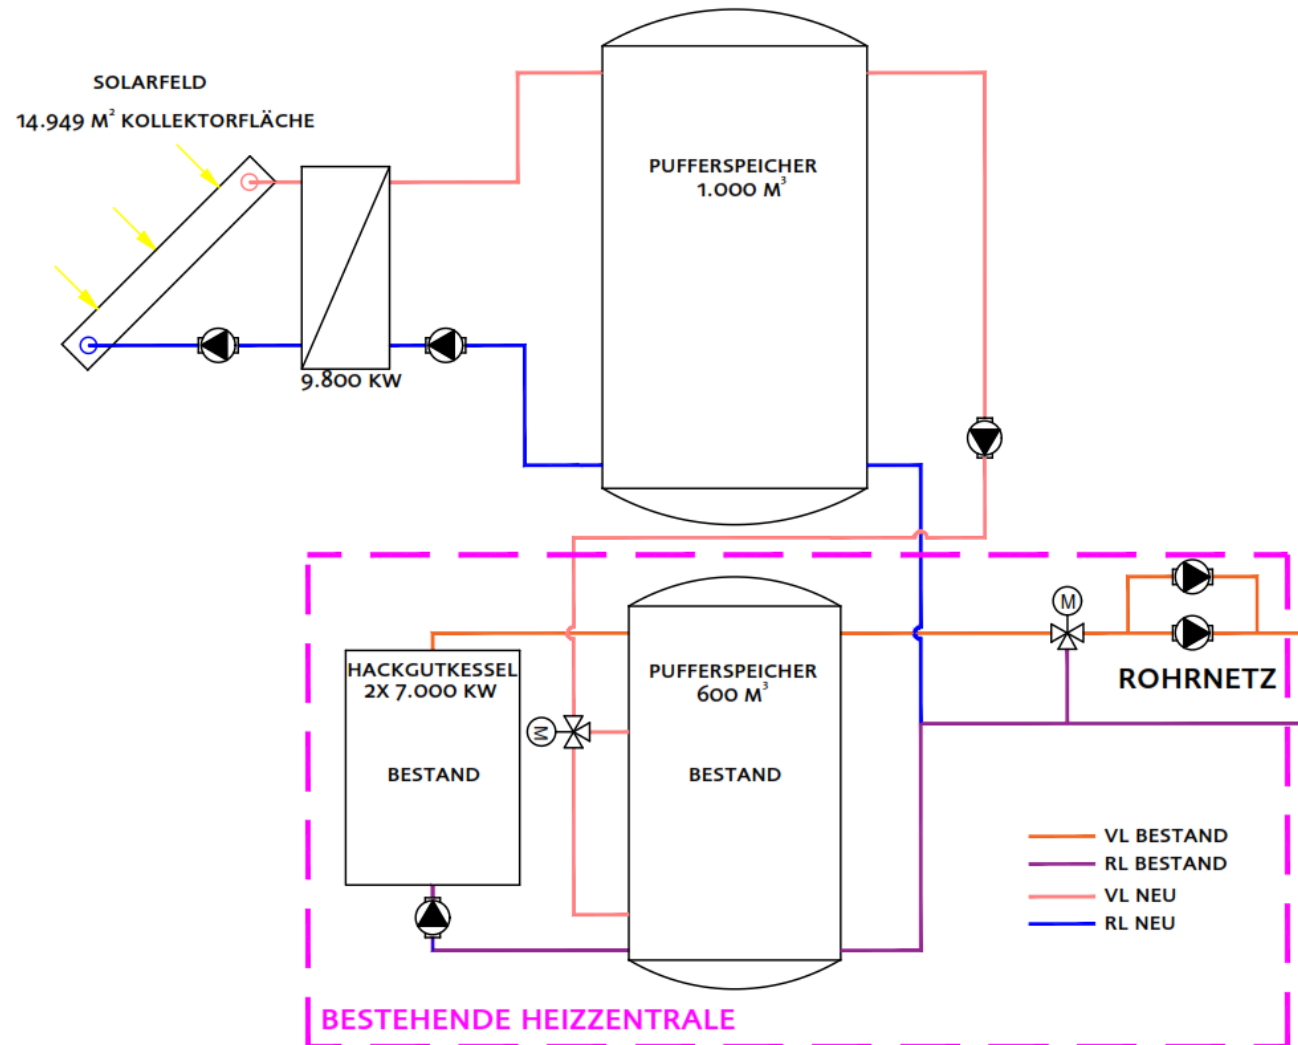 SOLARFELD
14.949 M² KOLLEKTORFLÄCHE
PUFFERSPEICHER
1.000 M³
9.800 KW
M
HACKGUTKESSEL
2X 7.000 KW
PUFFERSPEICHER
600 M³
ROHRNETZ
M
BESTAND
BESTAND
VL BESTAND
RL BESTAND
VL NEU
RL NEU
BESTEHENDE HEIZZENTRALE